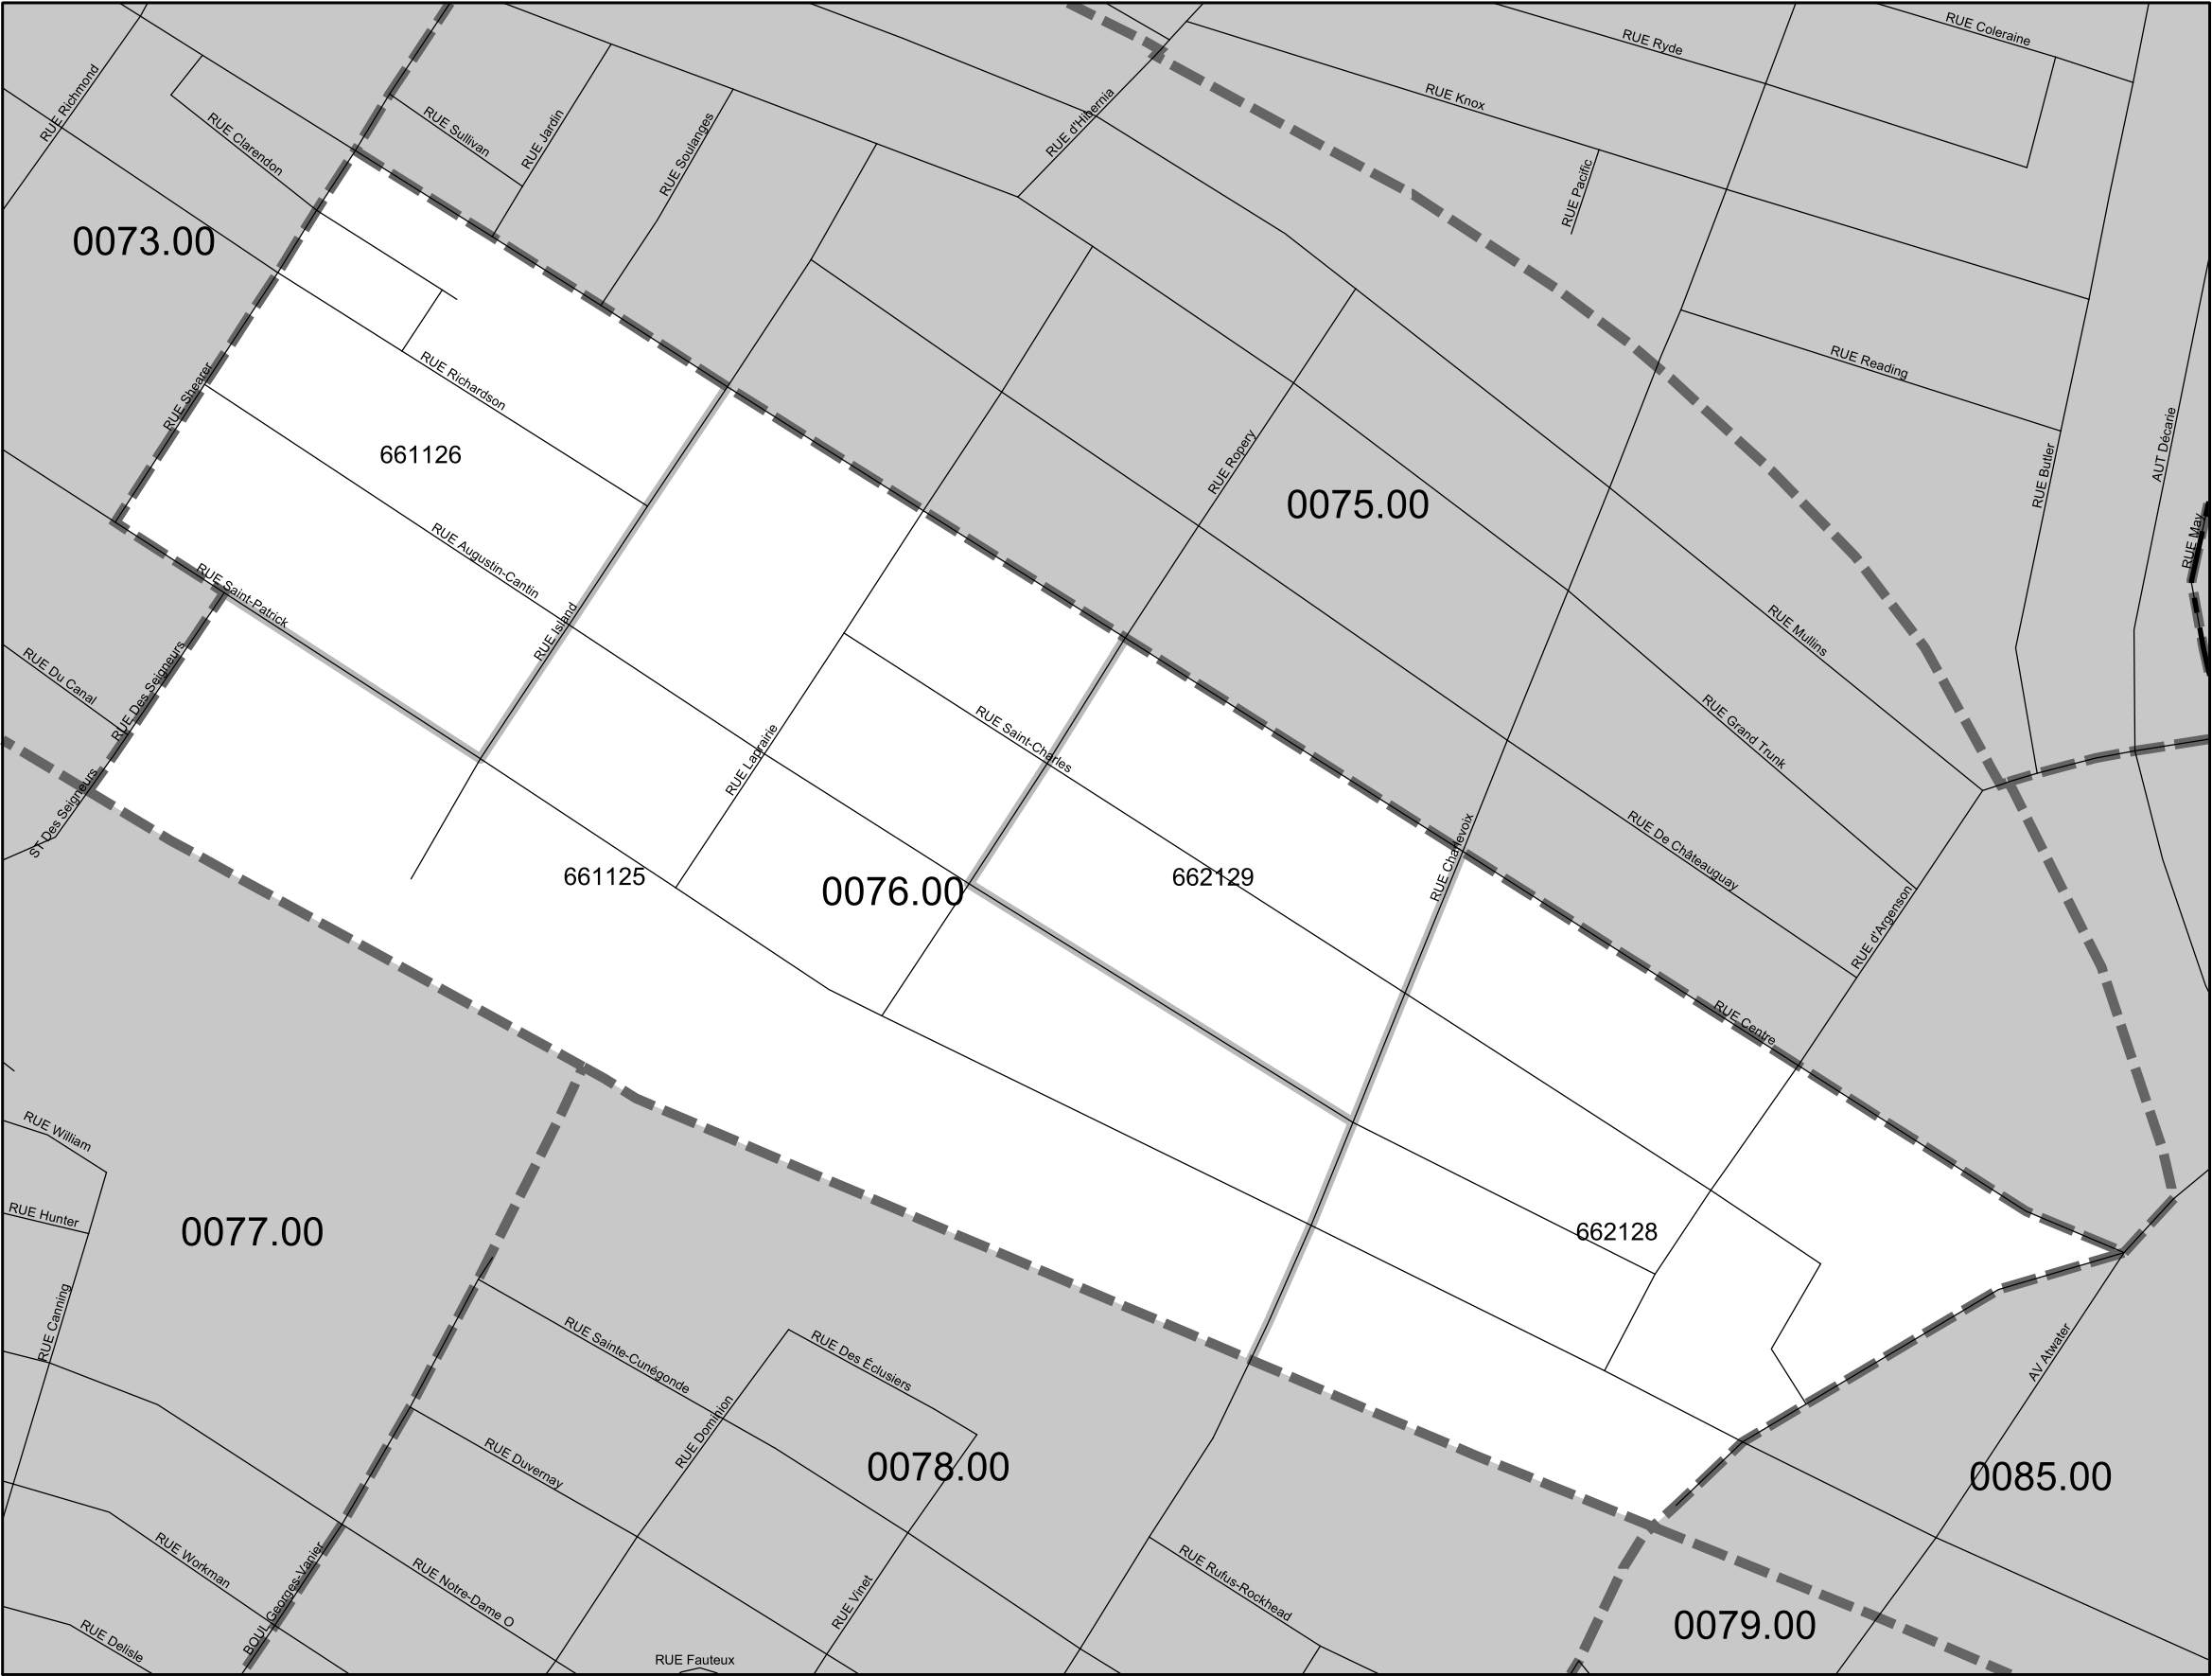 RUE Coleraine
RUE Ryde
RUE Knox
RUE Richmond
RUE Clarendon
RUE Sullivan
RUE Jardin
RUE Soulanges
RUE d'Hibernia
RUE Pacific
0073.00
RUE Reading
RUE Shearer
RUE Richardson
661126
RUE Ropery
0075.00
RUE Butler
AUT Décarie
RUE May
RUE Augustin-Cantin
RUE Saint-Patrick
RUE Island
RUE Mullins
RUE Du Canal
RUE Des Seigneurs
RUE Laprairie
RUE Saint-Charles
RUE Grand Trunk
ST Des Seigneurs
661125
0076.00
662129
RUE Charlevoix
RUE De Châteauguay
RUE d'Argenson
RUE Centre
RUE William
RUE Hunter
0077.00
662128
RUE Canning
RUE Sainte-Cunégonde
RUE Des Éclusiers
AV Atwater
RUE Dominion
RUE Duvernay
0078.00
0085.00
RUE Workman
BOUL Georges-Vanier
RUE Notre-Dame O
RUE Vinet
RUE Rufus-Rockhead
0079.00
RUE Delisle
RUE Fauteux